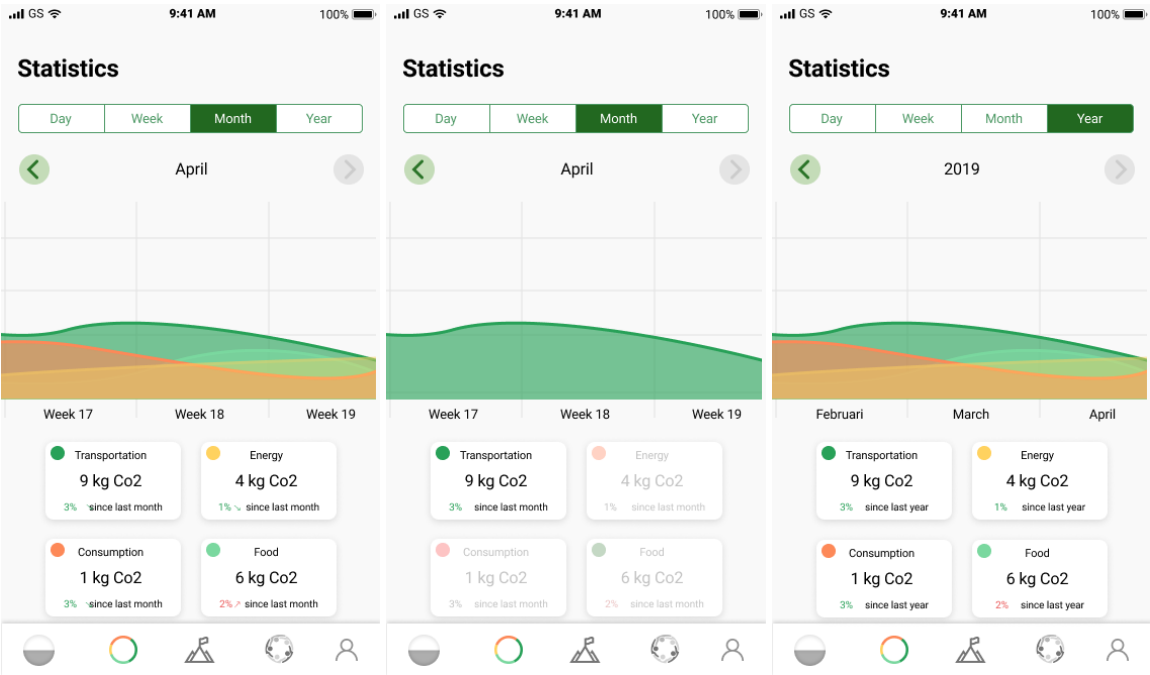 GS 9:41 AM 100%
Statistics
Day Week Month Year
April
Week 17 Week 18 Week 19
Transportation
9 kg Co2
3% since last month
Energy
4 kg Co2
1% since last month
Consumption
1 kg Co2
3% since last month
Food
6 kg Co2
2% since last month
GS 9:41 AM 100%
Statistics
Day Week Month Year
April
Week 17 Week 18 Week 19
Transportation
9 kg Co2
3% since last month
Energy
4 kg Co2
1% since last month
Consumption
1 kg Co2
3% since last month
Food
6 kg Co2
2% since last month
GS 9:41 AM 100%
Statistics
Day Week Month Year
2019
Februari March April
Transportation
9 kg Co2
3% since last year
Energy
4 kg Co2
1% since last year
Consumption
1 kg Co2
3% since last year
Food
6 kg Co2
2% since last year